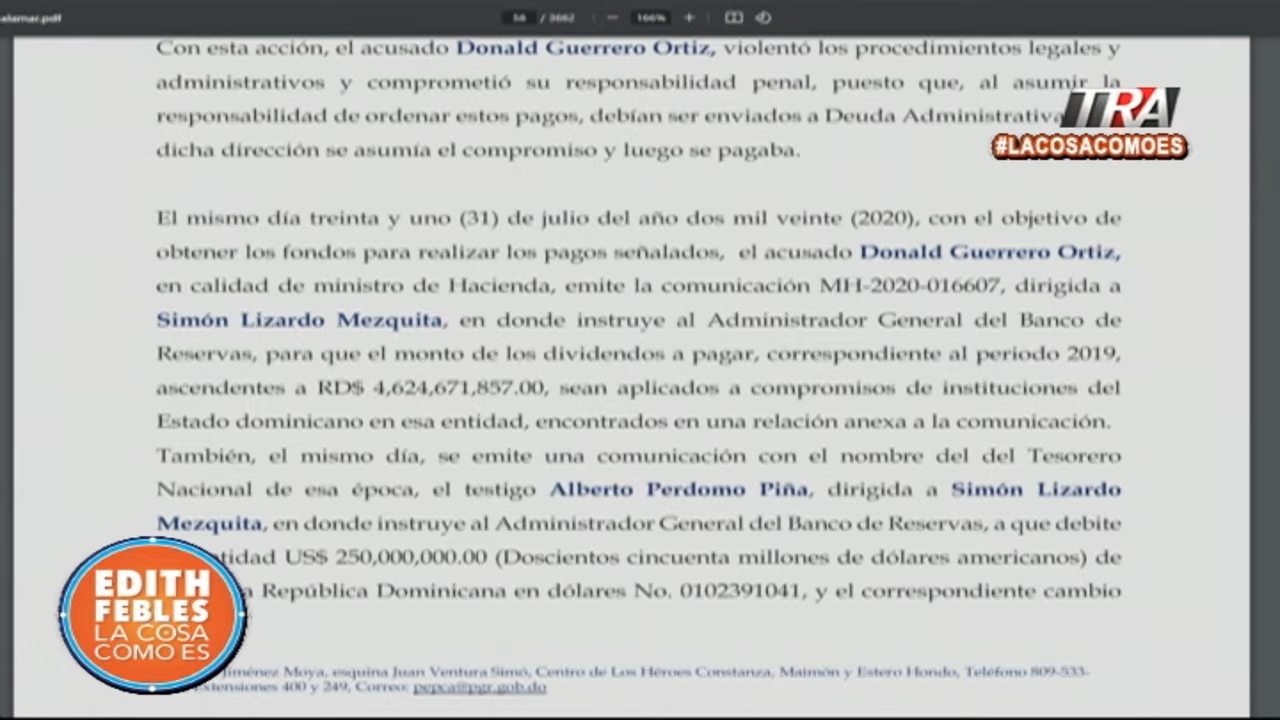 alamar.pdf
58 / 3662
166%
Con esta acción, el acusado Donald Guerrero Ortiz, violentó los procedimientos legales y
administrativos y comprometió su responsabilidad penal, puesto que, al asumir la
responsabilidad de ordenar estos pagos, debían ser enviados a Deuda Administrativa
dicha dirección se asumía el compromiso y luego se pagaba.
TRA
#LACOSACOMOES
El mismo día treinta y uno (31) de julio del año dos mil veinte (2020), con el objetivo de
obtener los fondos para realizar los pagos señalados, el acusado Donald Guerrero Ortiz,
en calidad de ministro de Hacienda, emite la comunicación MH-2020-016607, dirigida a
Simón Lizardo Mezquita, en donde instruye al Administrador General del Banco de
Reservas, para que el monto de los dividendos a pagar, correspondiente al periodo 2019,
ascendentes a RD$ 4,624,671,857.00, sean aplicados a compromisos de instituciones del
Estado dominicano en esa entidad, encontrados en una relación anexa a la comunicación.
También, el mismo día, se emite una comunicación con el nombre del del Tesorero
Nacional de esa época, el testigo Alberto Perdomo Piña, dirigida a Simón Lizardo
Mezquita, en donde instruye al Administrador General del Banco de Reservas, a que debite
tidad US$ 250,000,000.00 (Doscientos cincuenta millones de dólares americanos) de
a República Dominicana en dólares No. 0102391041, y el correspondiente cambio
EDITH
FEBLES
LA COSA
COMO ES
Jiménez Moya, esquina Juan Ventura Simó, Centro de Los Héroes Constanza, Maimón y Estero Hondo, Teléfono 809-533-
xtensiones 400 y 249, Correo: pepca@pgr.gob.do